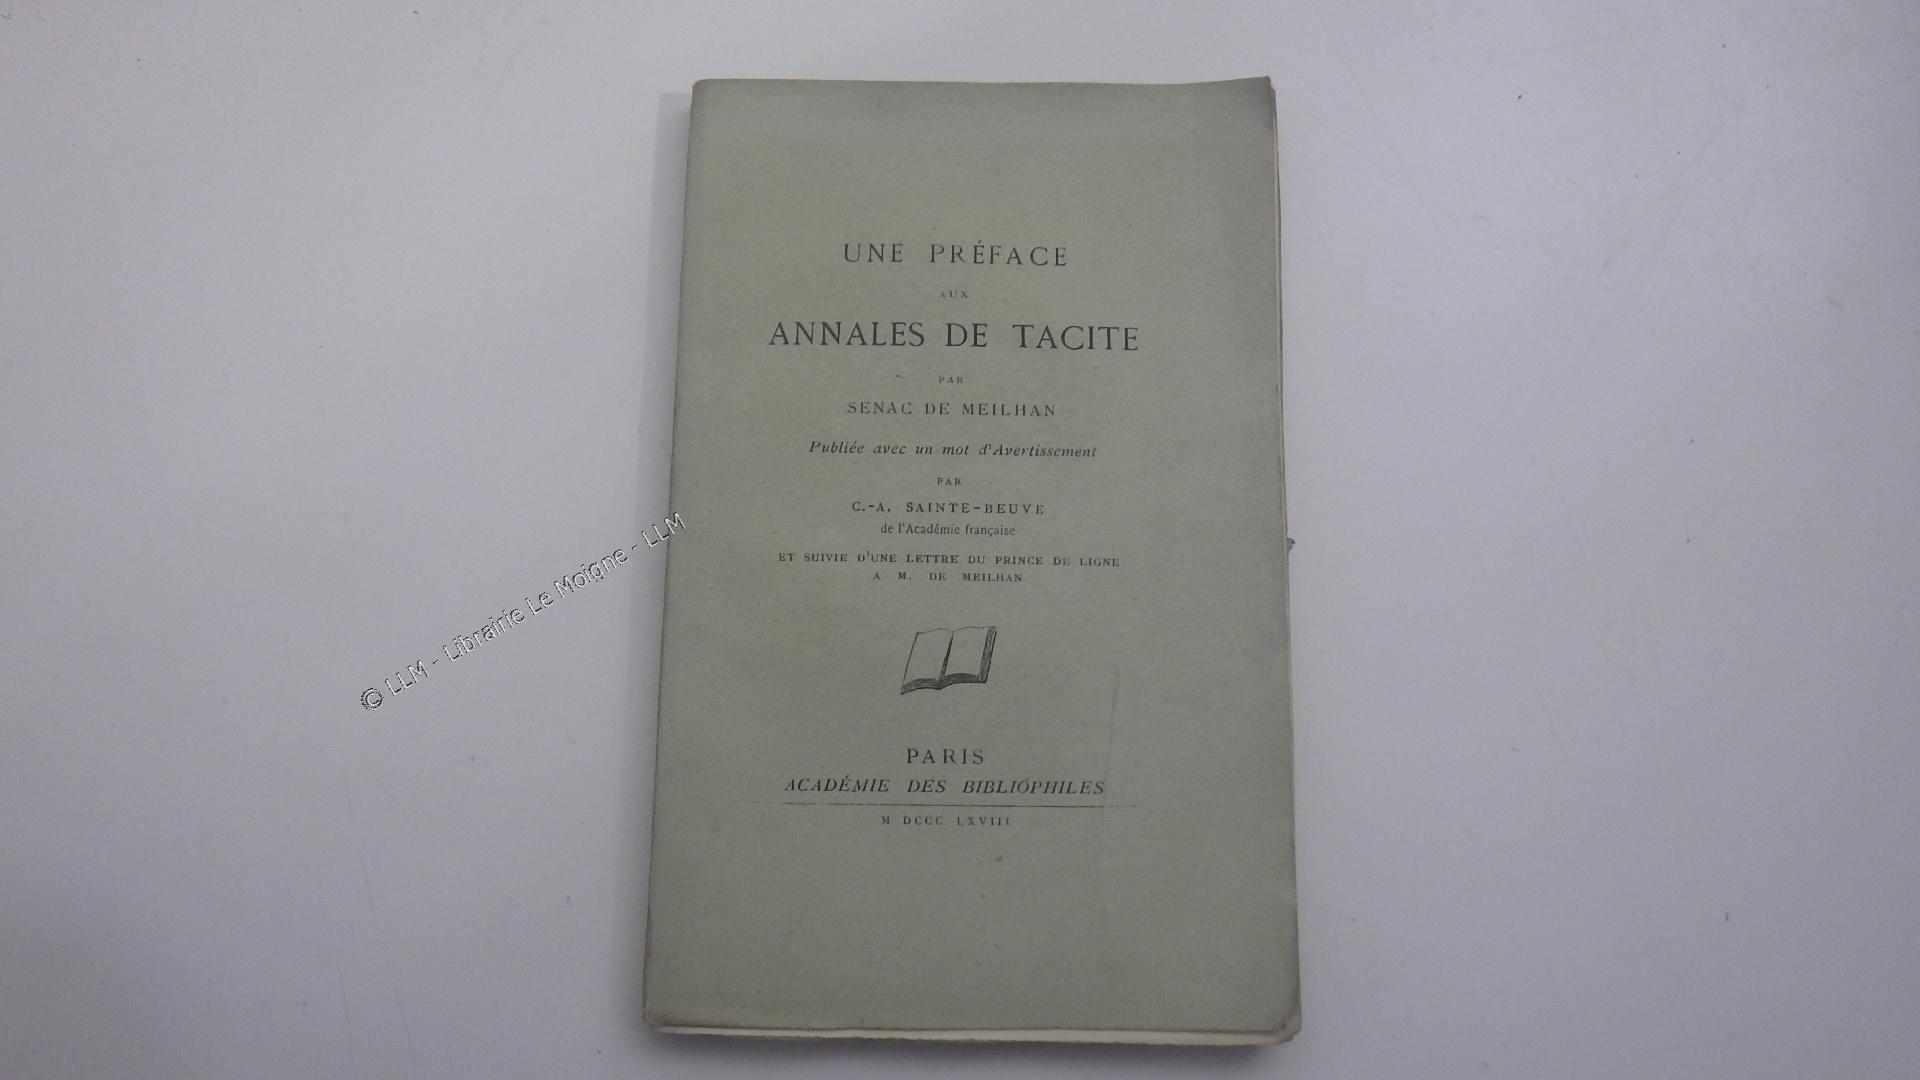 UNE PRÉFACE
AUX
ANNALES DE TACITE
PAR
SENAC DE MEILHAN
Publiée avec un mot d'Avertissement
PAR
C.-A. SAINTE-BEUVE
de l'Académie française
ET SUIVIE D'UNE LETTRE DU PRINCE DE LIGNE
A M. DE MEILHAN
PARIS
ACADÉMIE DES BIBLIOPHILES
M DCCC LXVIII
© LLM - Librairie Le Moigne - LLM